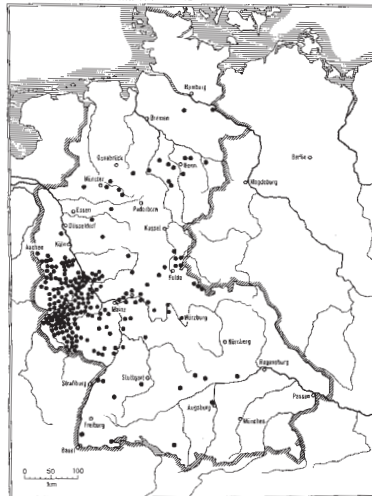 Hamburg
Bremen
Osnabrück
Berlin
Münster
Magdeburg
Essen
Paderborn
Düsseldorf
Kassel
Aachen
Köln
Fulda
Mainz
Würzburg
Nürnberg
Regensburg
Straßburg
Stuttgart
Passau
Augsburg
München
Freiburg
Basel
0 50 100
km